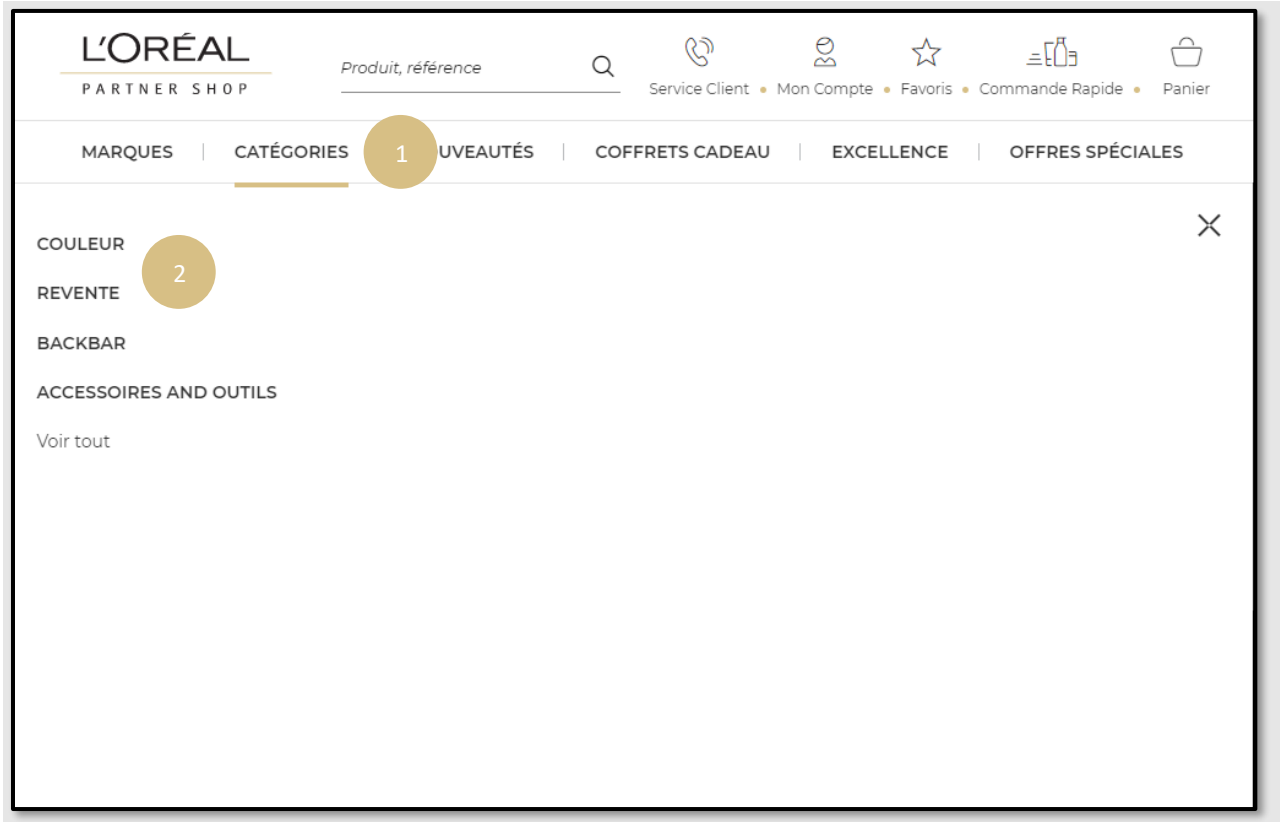 L'ORÉAL
PARTNER SHOP
Produit, référence
Service Client • Mon Compte • Favoris • Commande Rapide • Panier
MARQUES | CATÉGORIES 1 UVEAUTÉS | COFFRETS CADEAU | EXCELLENCE | OFFRES SPÉCIALES
COULEUR
2
REVENTE
BACKBAR
ACCESSOIRES AND OUTILS
Voir tout